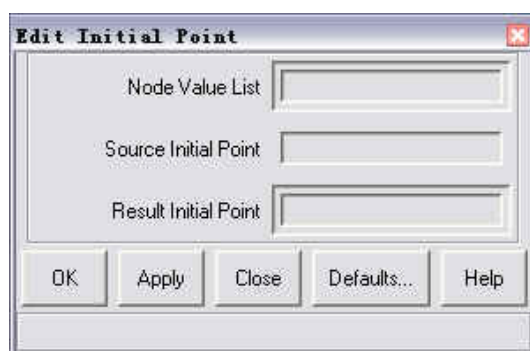 Edit Initial Point
Node Value List
Source Initial Point
Result Initial Point
OK Apply Close Defaults... Help